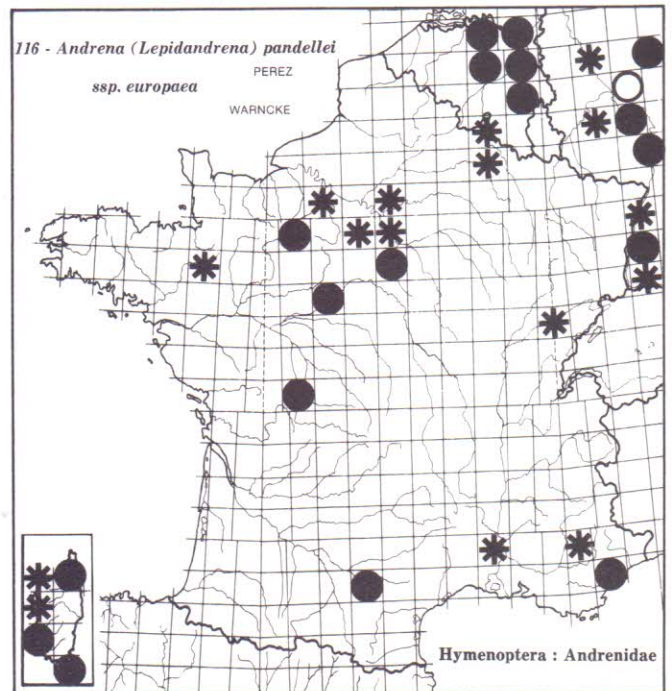 116 - Andrena (Lepidandrena) pandellei
PEREZ
ssp. europaea
WARNCKE
Hymenoptera : Andrenidae